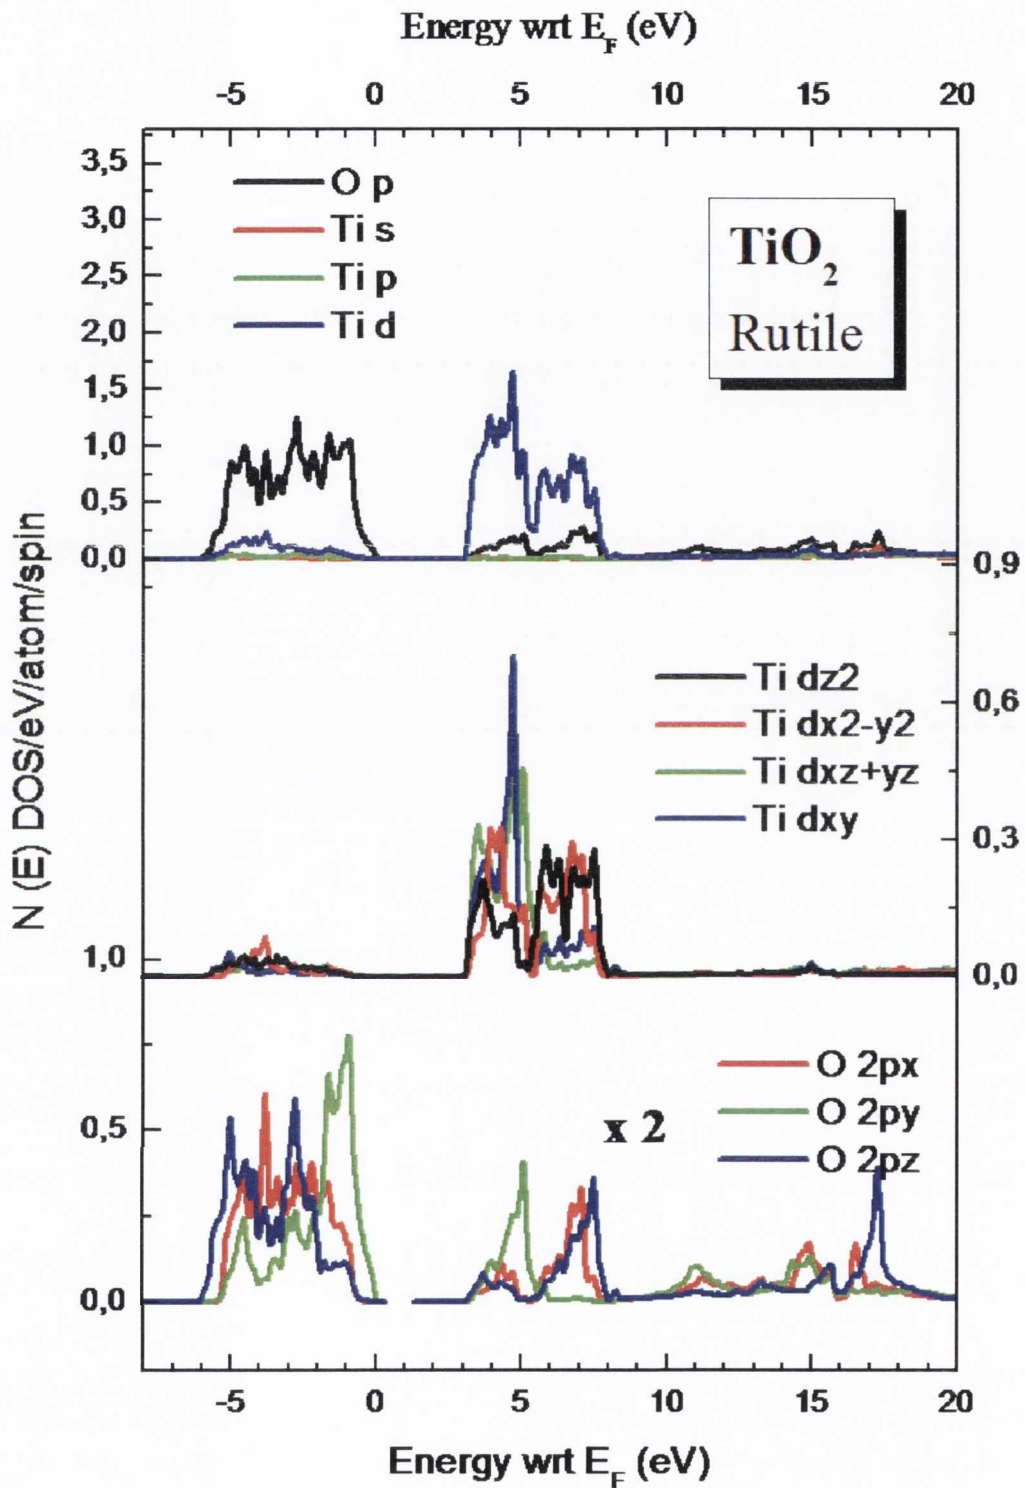 Energy wrt E_F (eV)
-5 0 5 10 15 20
3,5
3,0
2,5
2,0
1,5
1,0
0,5
0,0
O p
Ti s
Ti p
Ti d
TiO₂
Rutile
N (E) DOS/eV/atom/spin
0,9
0,6
0,3
0,0
Ti dz2
Ti dx2-y2
Ti dxz+yz
Ti dxy
1,0
0,5
0,0
O 2px
O 2py
O 2pz
x 2
-5 0 5 10 15 20
Energy wrt E_F (eV)